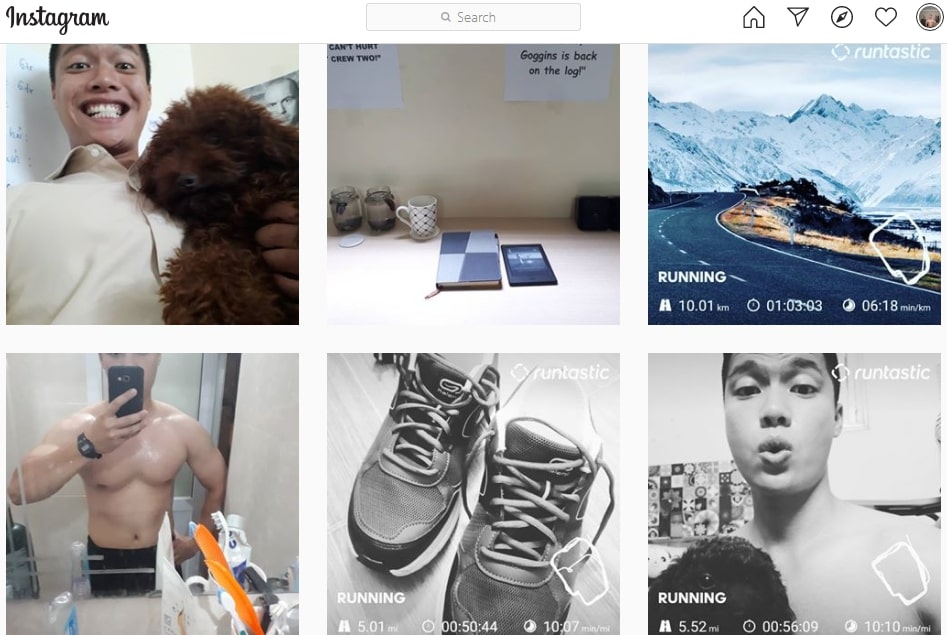 Instagram
Search
CAN'T HURT
CREW TWO!"
Goggins is back
on the log!"
runtastic
RUNNING
10.01 km 01:03:03 06:18 min/km
runtastic
RUNNING
5.01 mi 00:50:44 10:07 min/mi
runtastic
RUNNING
5.52 mi 00:56:09 10:10 min/mi